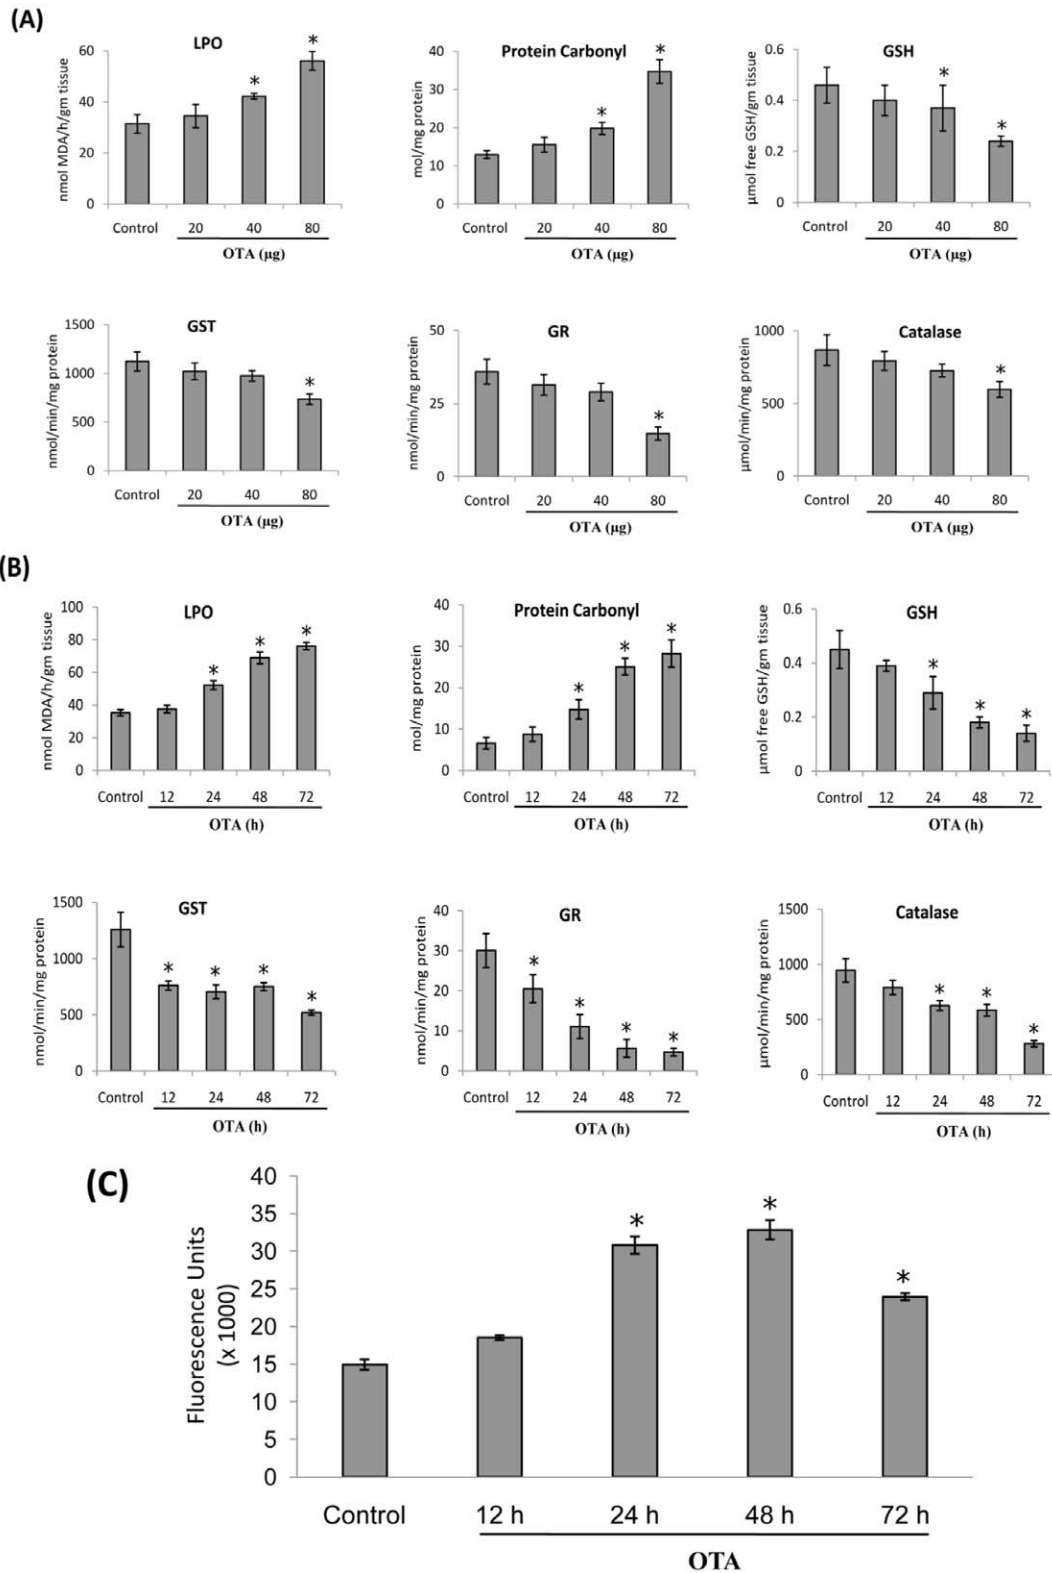 (A)
LPO
nmol MDA/h/gm tissue
60
40
20
0
*
*
Control 20 40 80
OTA (µg)
Protein Carbonyl
mol/mg protein
40
30
20
10
0
*
*
Control 20 40 80
OTA (µg)
GSH
µmol free GSH/gm tissue
0.6
0.4
0.2
0
*
*
Control 20 40 80
OTA (µg)
GST
nmol/min/mg protein
1500
1000
500
0
*
Control 20 40 80
OTA (µg)
GR
nmol/min/mg protein
50
25
0
*
Control 20 40 80
OTA (µg)
Catalase
µmol/min/mg protein
1000
500
0
*
Control 20 40 80
OTA (µg)
(B)
LPO
nmol MDA/h/gm tissue
100
80
60
40
20
0
*
*
*
Control 12 24 48 72
OTA (h)
Protein Carbonyl
mol/mg protein
40
30
20
10
0
*
*
*
Control 12 24 48 72
OTA (h)
GSH
µmol free GSH/gm tissue
0.6
0.4
0.2
0
*
*
*
Control 12 24 48 72
OTA (h)
GST
nmol/min/mg protein
1500
1000
500
0
*
*
*
*
Control 12 24 48 72
OTA (h)
GR
nmol/min/mg protein
40
30
20
10
0
*
*
*
*
Control 12 24 48 72
OTA (h)
Catalase
µmol/min/mg protein
1500
1000
500
0
*
*
*
Control 12 24 48 72
OTA (h)
(C)
Fluorescence Units
(x 1000)
40
35
30
25
20
15
10
5
0
*
*
*
Control 12 h 24 h 48 h 72 h
OTA